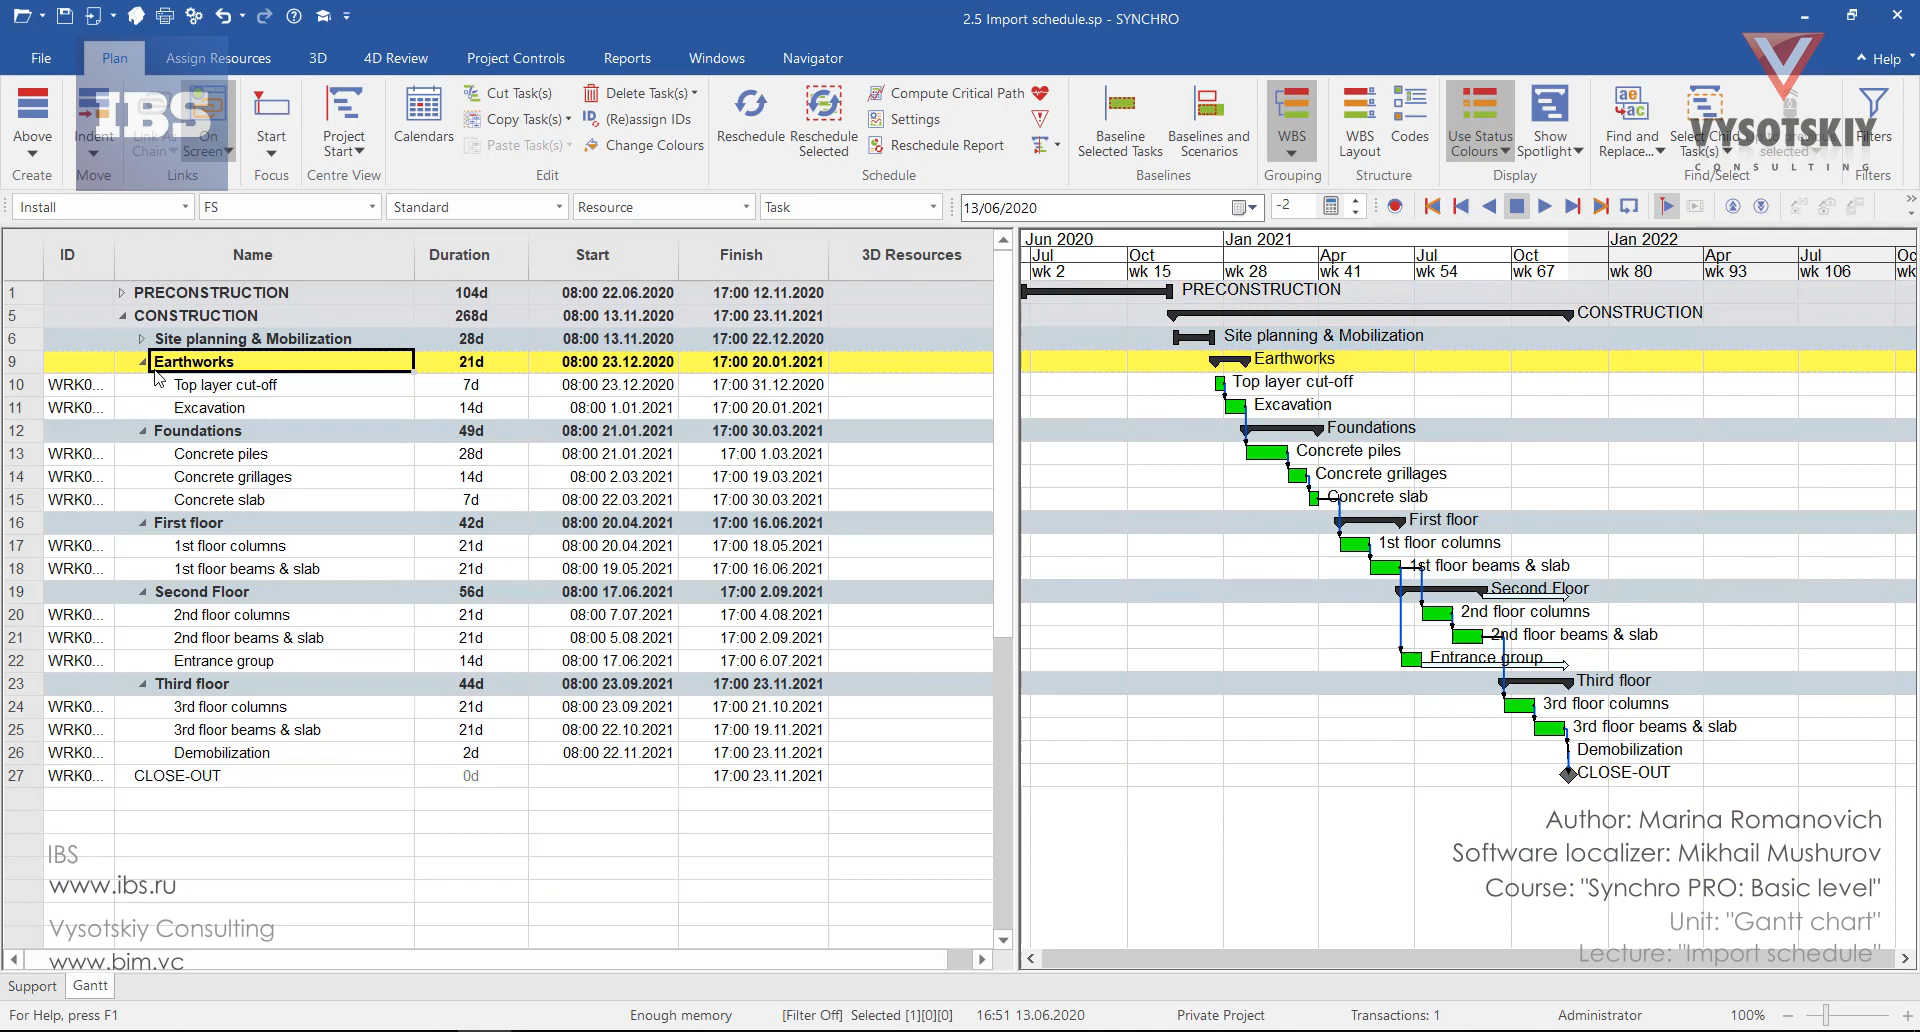 2.5 Import schedule.sp - SYNCHRO
File Plan Assign Resources 3D 4D Review Project Controls Reports Windows Navigator Help
Above Indent Link As Chain On Screen Start Project Start Calendars
Cut Task(s) Copy Task(s) Paste Task(s)
Delete Task(s) (Re)assign IDs Change Colours
Reschedule Reschedule Selected
Compute Critical Path Settings Reschedule Report
Baseline Selected Tasks Baselines and Scenarios WBS WBS Layout Codes Use Status Colours Show Spotlight Find and Replace... Select Child Task(s) Filters
Create Move Links Focus Centre View Edit Schedule Baselines Grouping Structure Display Find/Select Filters
IBS
VYSOTSKIY
CONSULTING
Install FS Standard Resource Task 13/06/2020 -2
ID Name Duration Start Finish 3D Resources
1 PRECONSTRUCTION 104d 08:00 22.06.2020 17:00 12.11.2020
5 CONSTRUCTION 268d 08:00 13.11.2020 17:00 23.11.2021
6 Site planning & Mobilization 28d 08:00 13.11.2020 17:00 22.12.2020
9 Earthworks 21d 08:00 23.12.2020 17:00 20.01.2021
10 WRK0... Top layer cut-off 7d 08:00 23.12.2020 17:00 31.12.2020
11 WRK0... Excavation 14d 08:00 1.01.2021 17:00 20.01.2021
12 Foundations 49d 08:00 21.01.2021 17:00 30.03.2021
13 WRK0... Concrete piles 28d 08:00 21.01.2021 17:00 1.03.2021
14 WRK0... Concrete grillages 14d 08:00 2.03.2021 17:00 19.03.2021
15 WRK0... Concrete slab 7d 08:00 22.03.2021 17:00 30.03.2021
16 First floor 42d 08:00 20.04.2021 17:00 16.06.2021
17 WRK0... 1st floor columns 21d 08:00 20.04.2021 17:00 18.05.2021
18 WRK0... 1st floor beams & slab 21d 08:00 19.05.2021 17:00 16.06.2021
19 Second Floor 56d 08:00 17.06.2021 17:00 2.09.2021
20 WRK0... 2nd floor columns 21d 08:00 7.07.2021 17:00 4.08.2021
21 WRK0... 2nd floor beams & slab 21d 08:00 5.08.2021 17:00 2.09.2021
22 WRK0... Entrance group 14d 08:00 17.06.2021 17:00 6.07.2021
23 Third floor 44d 08:00 23.09.2021 17:00 23.11.2021
24 WRK0... 3rd floor columns 21d 08:00 23.09.2021 17:00 21.10.2021
25 WRK0... 3rd floor beams & slab 21d 08:00 22.10.2021 17:00 19.11.2021
26 WRK0... Demobilization 2d 08:00 22.11.2021 17:00 23.11.2021
27 WRK0... CLOSE-OUT 0d 17:00 23.11.2021
Jun 2020 Jan 2021 Jan 2022
Jul Oct Apr Jul Oct Apr Jul Oc
wk 2 wk 15 wk 28 wk 41 wk 54 wk 67 wk 80 wk 93 wk 106 wk
PRECONSTRUCTION
CONSTRUCTION
Site planning & Mobilization
Earthworks
Top layer cut-off
Excavation
Foundations
Concrete piles
Concrete grillages
Concrete slab
First floor
1st floor columns
1st floor beams & slab
Second Floor
2nd floor columns
2nd floor beams & slab
Entrance group
Third floor
3rd floor columns
3rd floor beams & slab
Demobilization
CLOSE-OUT
IBS
www.ibs.ru
Vysotskiy Consulting
www.bim.vc
Author: Marina Romanovich
Software localizer: Mikhail Mushurov
Course: "Synchro PRO: Basic level"
Unit: "Gantt chart"
Lecture: "Import schedule"
Support Gantt
For Help, press F1 Enough memory [Filter Off] Selected [1][0][0] 16:51 13.06.2020 Private Project Transactions: 1 Administrator 100%